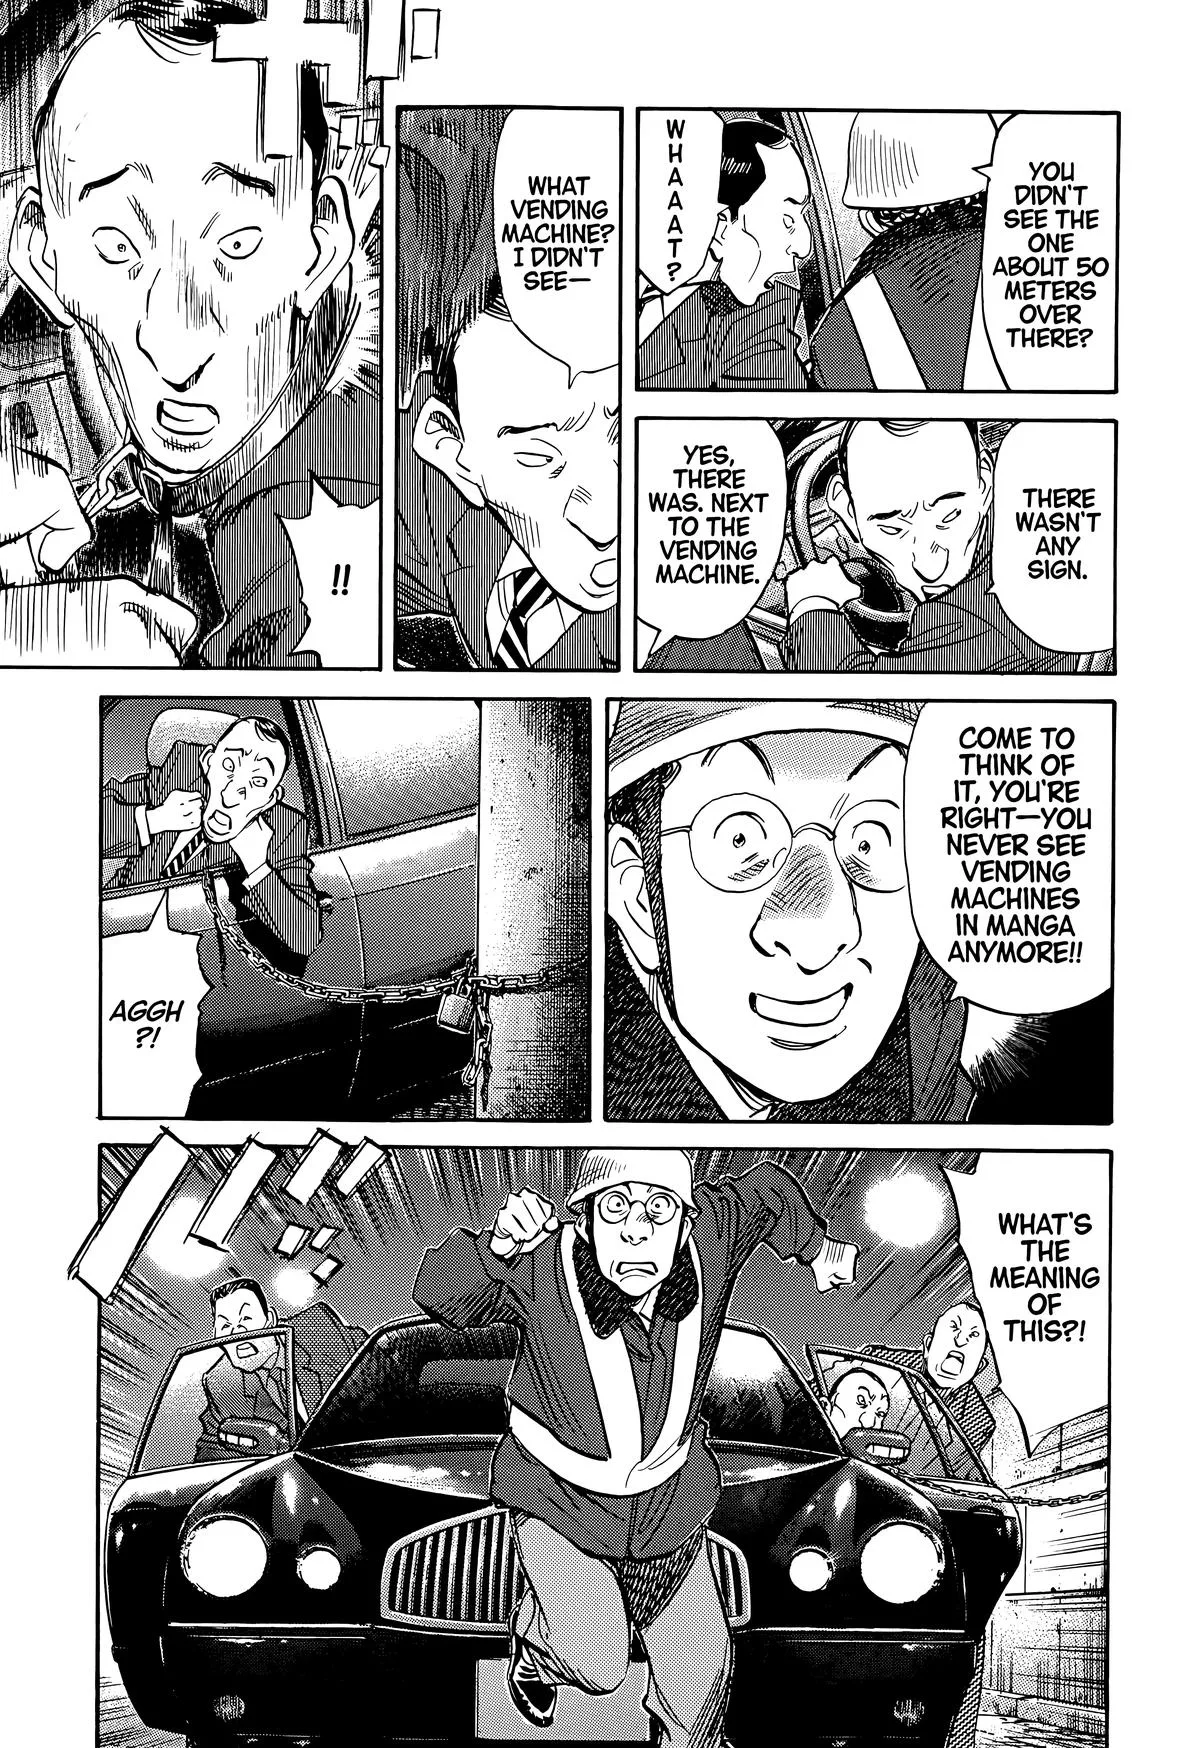 YOU
DIDN'T
SEE THE
ONE
ABOUT 50
METERS
OVER
THERE?
WHAAAT?
THERE
WASN'T
ANY
SIGN.
YES,
THERE
WAS. NEXT
TO THE
VENDING
MACHINE.
WHAT
VENDING
MACHINE?
I DIDN'T
SEE—
!!
COME TO
THINK OF
IT, YOU'RE
RIGHT—YOU
NEVER SEE
VENDING
MACHINES
IN MANGA
ANYMORE!!
AGGH
?!
WHAT'S
THE
MEANING
OF
THIS?!